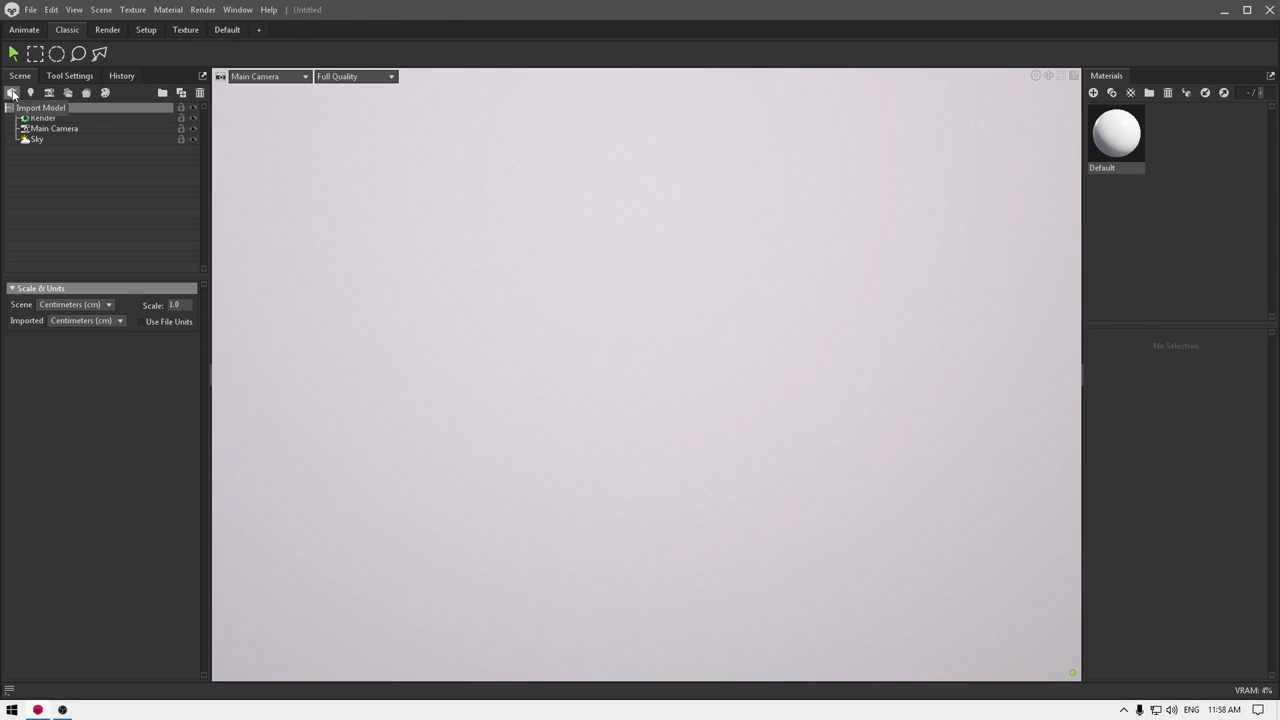 File Edit View Scene Texture Material Render Window Help Untitled
Animate Classic Render Setup Texture Default +
Scene Tool Settings History
Main Camera Full Quality
Materials
- /
Import Model
Render
Main Camera
Sky
Default
Scale & Units
Scene Centimeters (cm) Scale: 1.0
Imported Centimeters (cm) Use File Units
No Selection
VRAM: 4%
ENG 11:58 AM